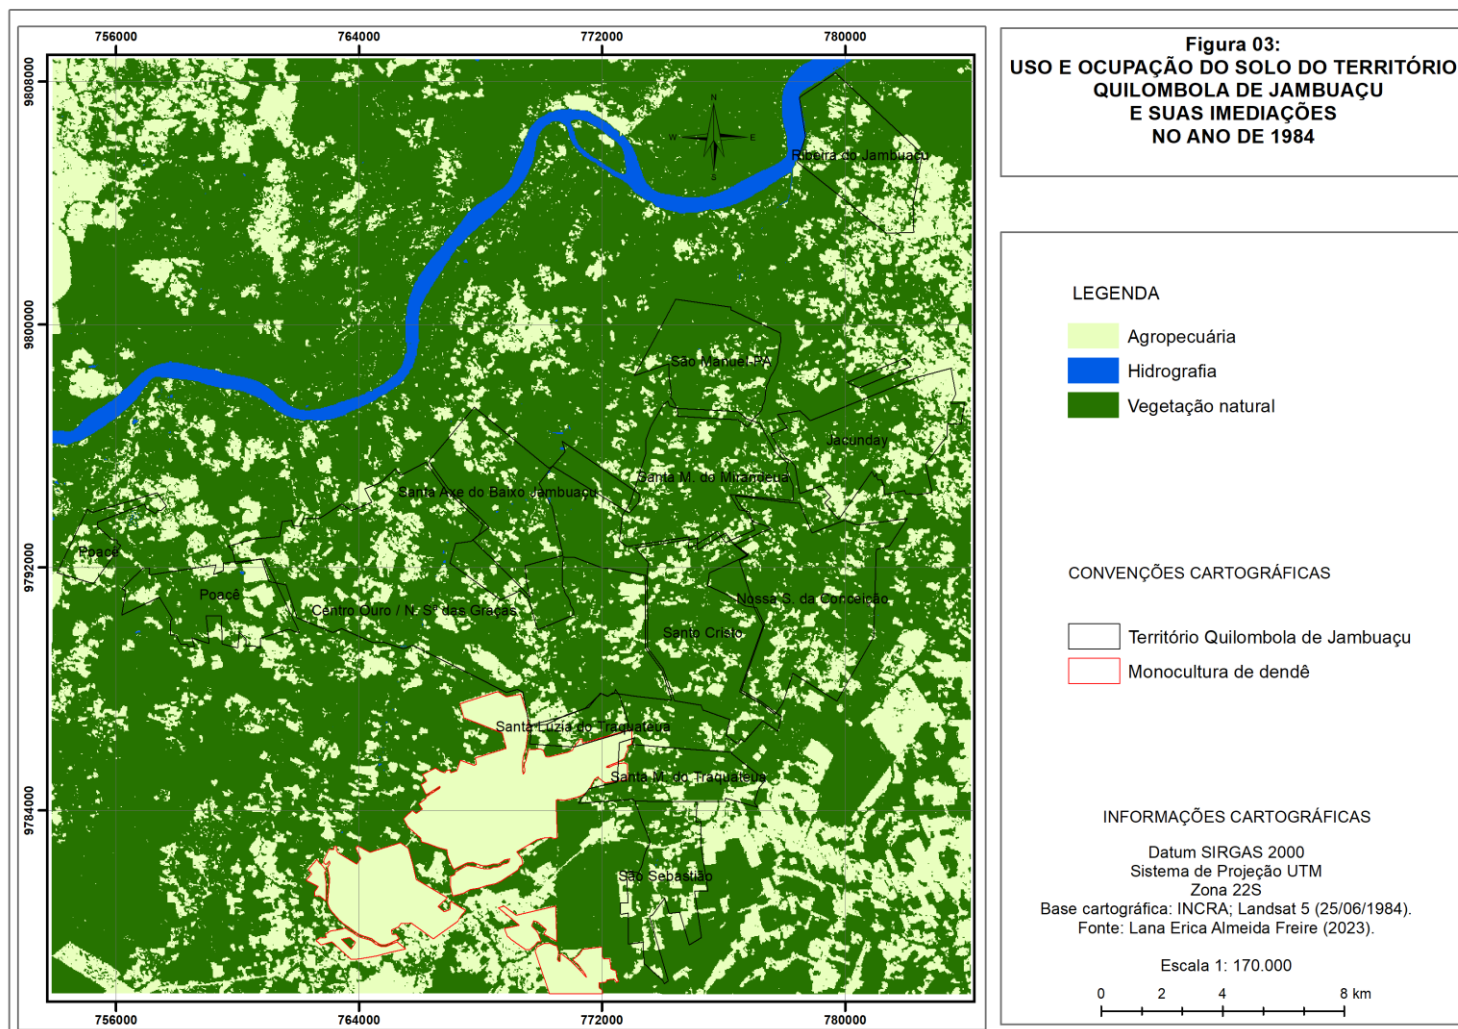 Figura 03:
USO E OCUPAÇÃO DO SOLO DO TERRITÓRIO
QUILOMBOLA DE JAMBUAÇU
E SUAS IMEDIAÇÕES
NO ANO DE 1984
756000
764000
772000
780000
9808000
9800000
9792000
9784000
N
W
E
S
Ribeira do Jambuaçu
São Manuel-PA
Jacunday
Santa M. do Mirandeua
Santa Axe do Baixo Jambuaçu
Poacê
Poacê
Centro Ouro / N. Sª das Graças
Nossa S. da Conceição
Santo Cristo
Santa Luzia do Traquateua
Santa M. do Traquateua
São Sebastião
756000
764000
772000
780000
LEGENDA
Agropecuária
Hidrografia
Vegetação natural
CONVENÇÕES CARTOGRÁFICAS
Território Quilombola de Jambuaçu
Monocultura de dendê
INFORMAÇÕES CARTOGRÁFICAS
Datum SIRGAS 2000
Sistema de Projeção UTM
Zona 22S
Base cartográfica: INCRA; Landsat 5 (25/06/1984).
Fonte: Lana Erica Almeida Freire (2023).
Escala 1: 170.000
0 2 4 8 km